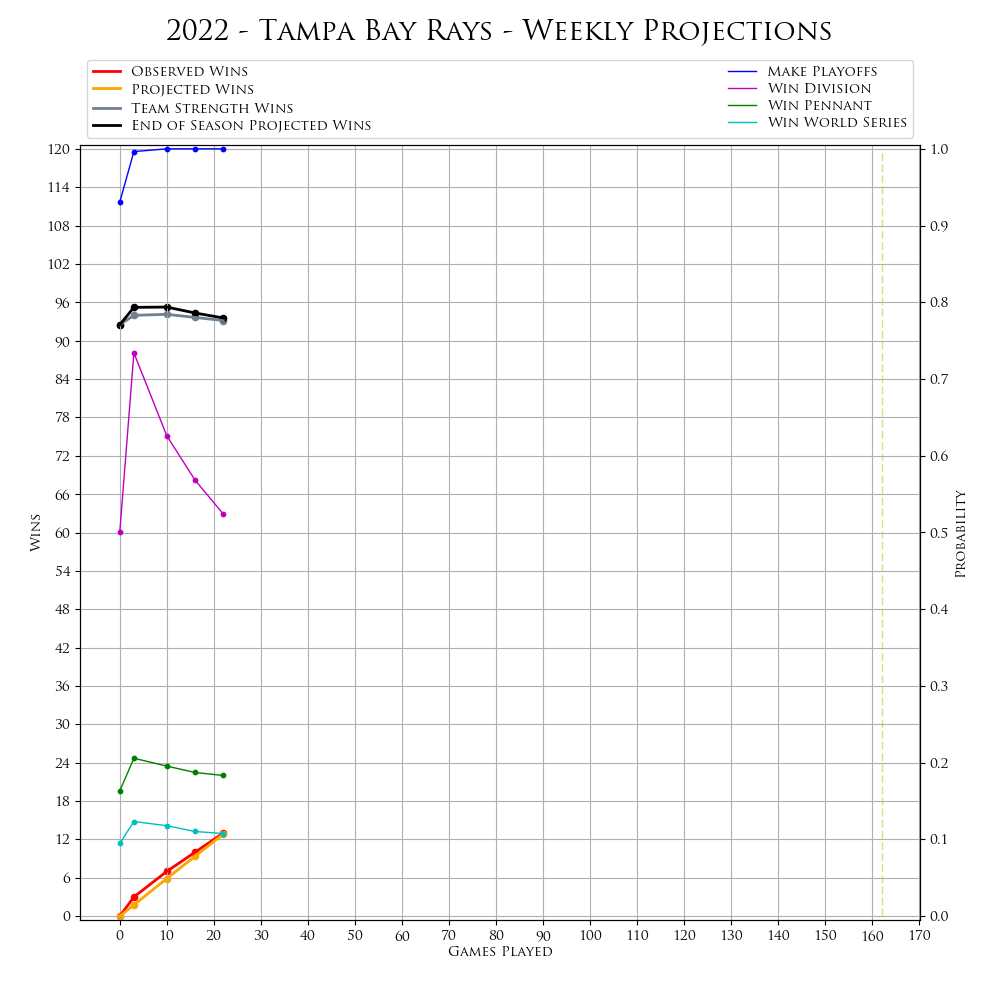 2022 - Tampa Bay Rays - Weekly Projections
Observed Wins
Projected Wins
Team Strength Wins
End of Season Projected Wins
Make Playoffs
Win Division
Win Pennant
Win World Series
120
114
108
102
96
90
84
78
72
66
60
54
48
42
36
30
24
18
12
6
0
Wins
1.0
0.9
0.8
0.7
0.6
0.5
0.4
0.3
0.2
0.1
0.0
Probability
0 10 20 30 40 50 60 70 80 90 100 110 120 130 140 150 160 170
Games Played